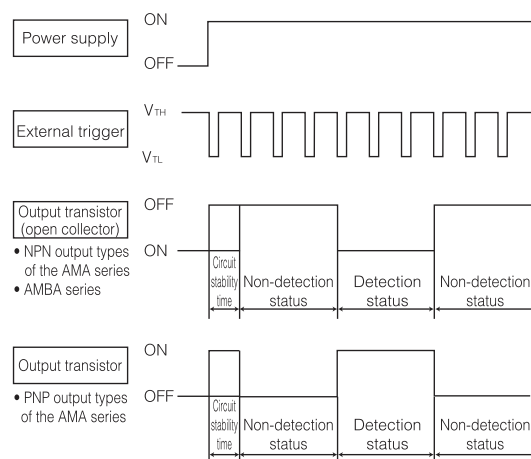 ON
Power supply
OFF
VTH
External trigger
VTL
Output transistor
(open collector)
OFF
ON
• NPN output types
of the AMA series
• AMBA series
Circuit
stability
time
Non-detection
status
Detection
status
Non-detection
status
Output transistor
ON
OFF
• PNP output types
of the AMA series
Circuit
stability
time
Non-detection
status
Detection
status
Non-detection
status